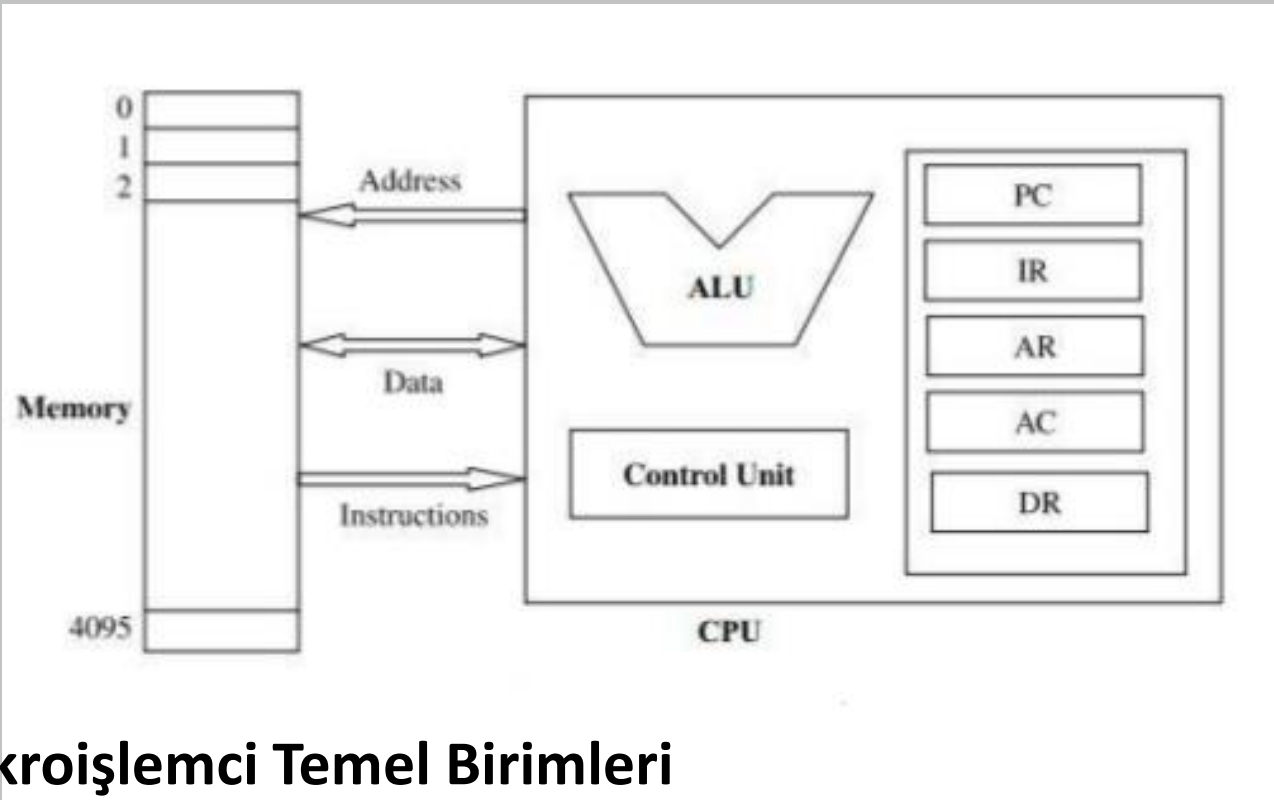 0
1
2
Address
Data
Memory
Instructions
4095
ALU
Control Unit
PC
IR
AR
AC
DR
CPU
kroişlemci Temel Birimleri